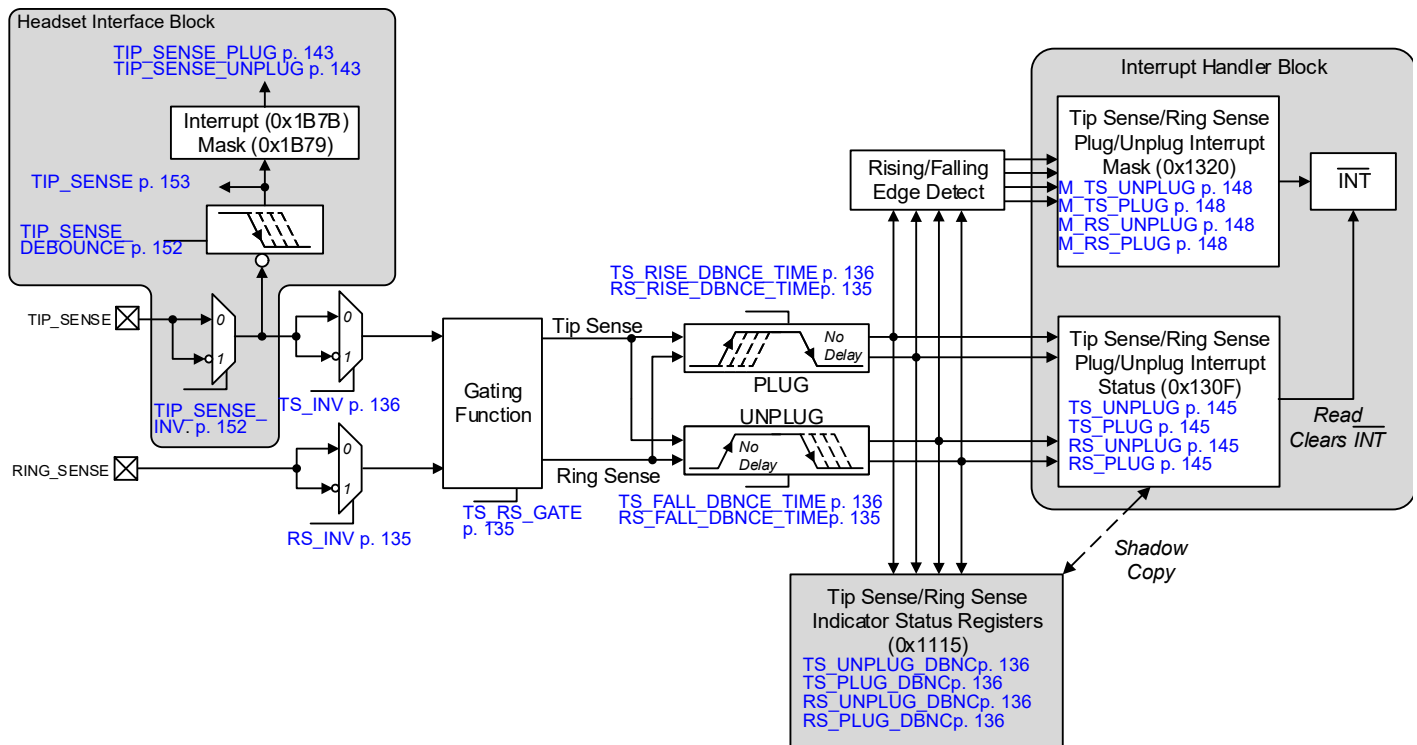 Headset Interface Block
TIP_SENSE_PLUG p. 143
TIP_SENSE_UNPLUG p. 143
Interrupt (0x1B7B)
Mask (0x1B79)
TIP_SENSE p. 153
TIP_SENSE_
DEBOUNCE p. 152
TIP_SENSE
0
1
TIP_SENSE_
INV. p. 152
0
1
TS_INV p. 136
RING_SENSE
0
1
RS_INV p. 135
Gating
Function
TS_RS_GATE
p. 135
Tip Sense
Ring Sense
TS_RISE_DBNCE_TIME p. 136
RS_RISE_DBNCE_TIMEp. 135
No
Delay
PLUG
UNPLUG
No
Delay
TS_FALL_DBNCE_TIME p. 136
RS_FALL_DBNCE_TIMEp. 135
Rising/Falling
Edge Detect
Interrupt Handler Block
Tip Sense/Ring Sense
Plug/Unplug Interrupt
Mask (0x1320)
M_TS_UNPLUG p. 148
M_TS_PLUG p. 148
M_RS_UNPLUG p. 148
M_RS_PLUG p. 148
INT
Tip Sense/Ring Sense
Plug/Unplug Interrupt
Status (0x130F)
TS_UNPLUG p. 145
TS_PLUG p. 145
RS_UNPLUG p. 145
RS_PLUG p. 145
Read
Clears INT
Shadow
Copy
Tip Sense/Ring Sense
Indicator Status Registers
(0x1115)
TS_UNPLUG_DBNCp. 136
TS_PLUG_DBNCp. 136
RS_UNPLUG_DBNCp. 136
RS_PLUG_DBNCp. 136